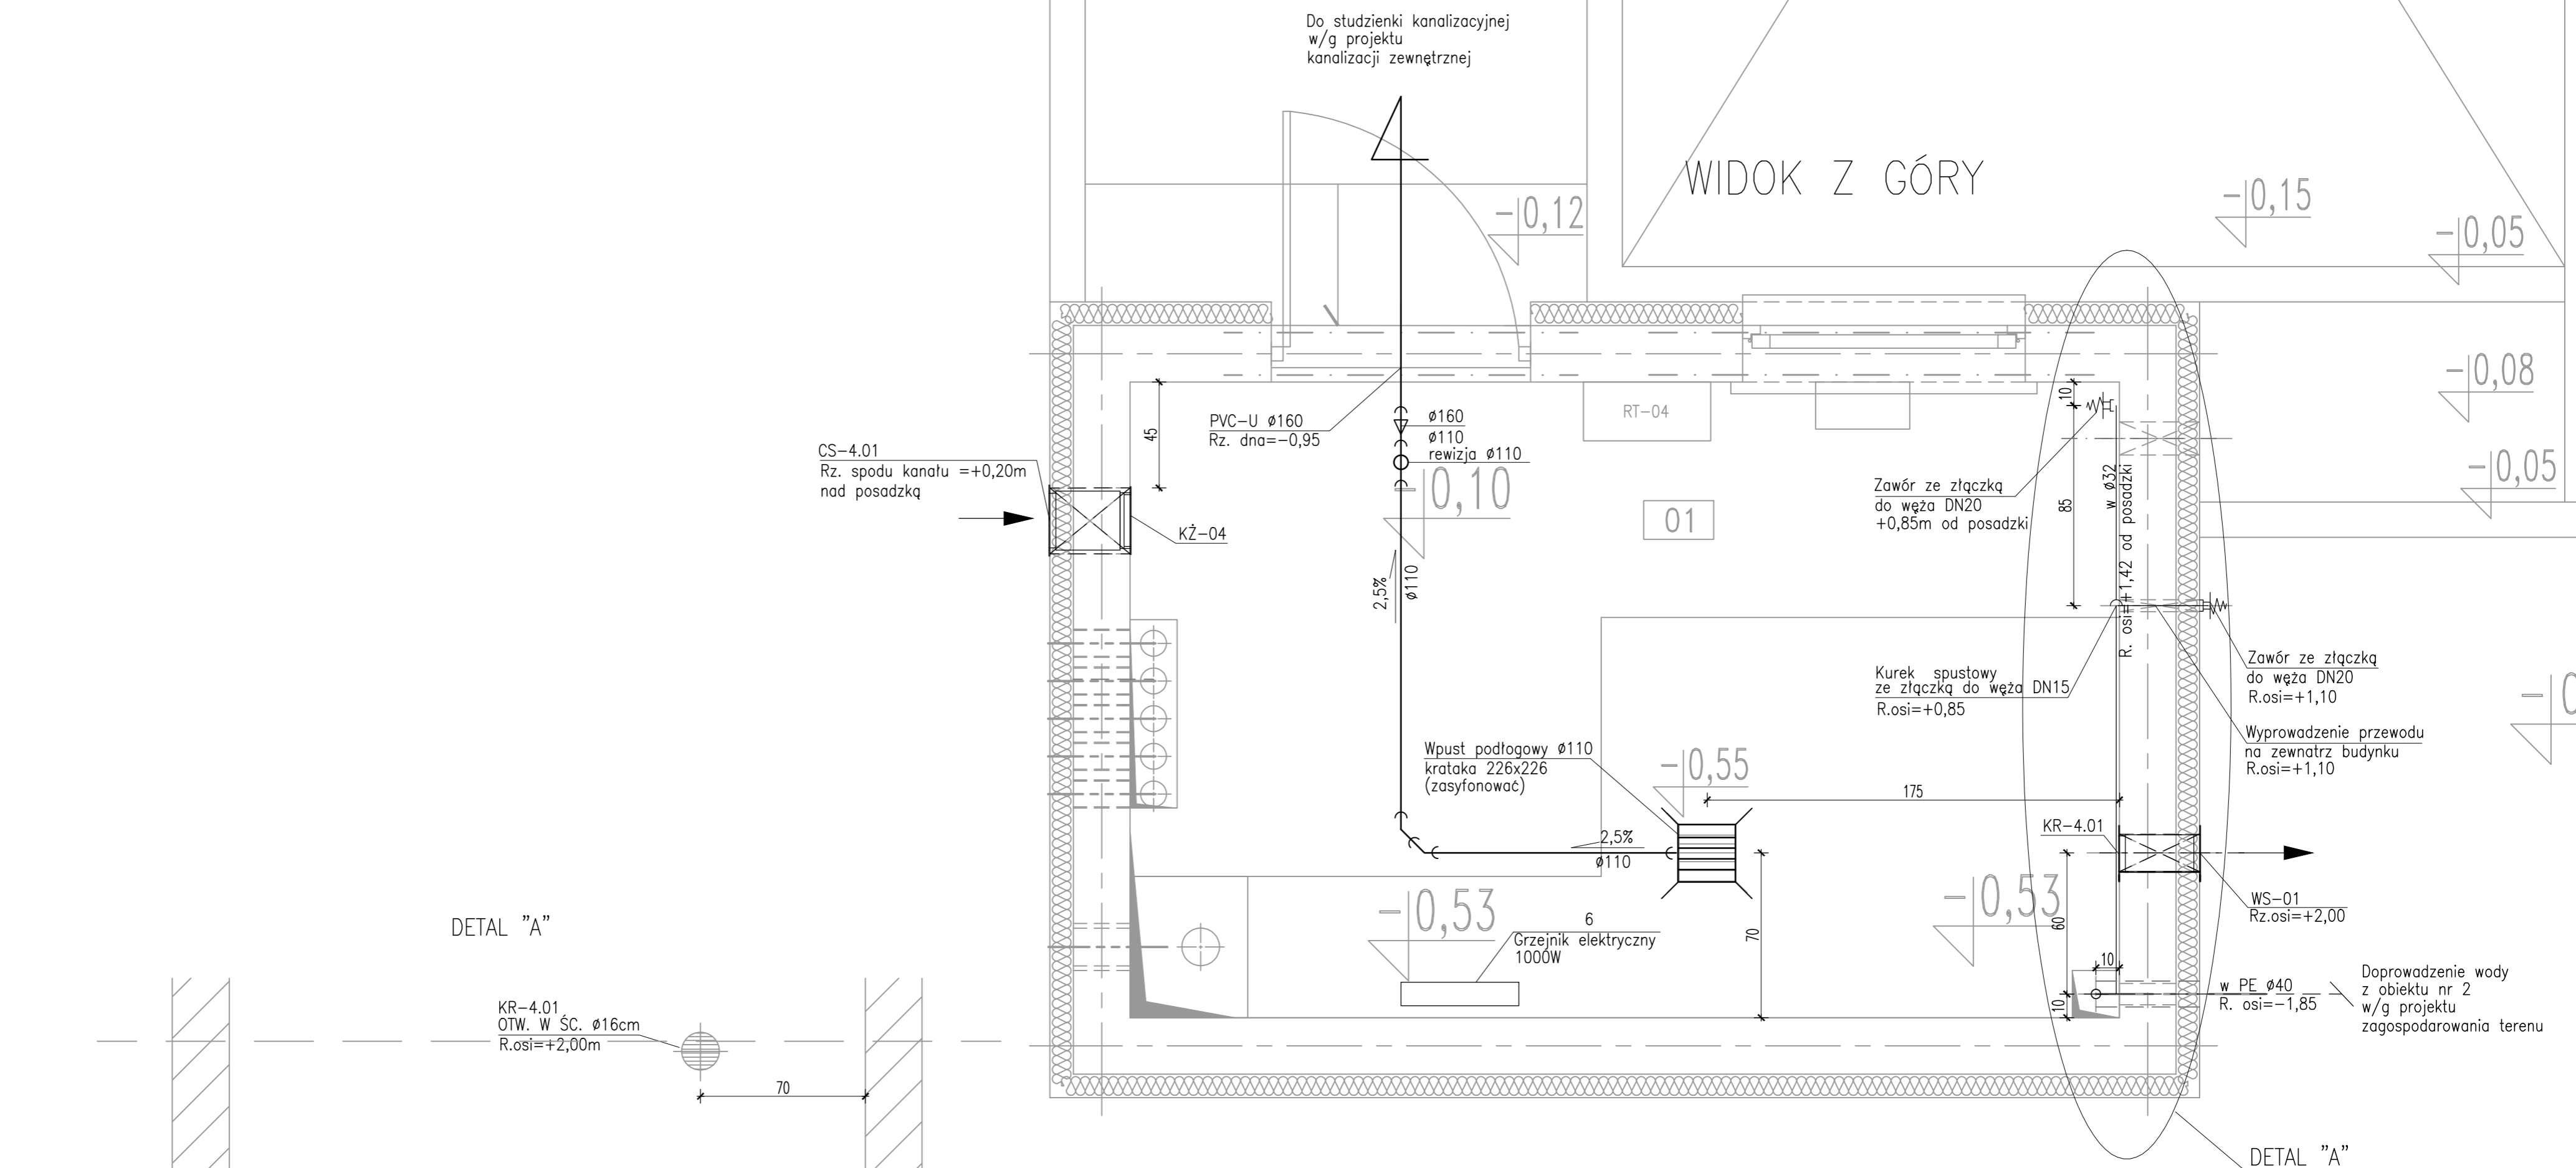 Do studzienki kanalizacyjnej
w/g projektu
kanalizacji zewnętrznej
WIDOK Z GÓRY
-0,12
-0,15
-0,05
-0,08
-0,05
RT-04
PVC-U ø160
Rz. dna=-0,95
ø160
ø110
rewizja ø110
-0,10
45
CS-4.01
Rz. spodu kanału =+0,20m
nad posadzką
KŻ-04
01
2,5%
ø110
Zawór ze złączką
do węża DN20
+0,85m od posadzki
10
85
w ø32
R. osi=+1,42 od posadzki
Kurek spustowy
ze złączką do węża DN15
R.osi=+0,85
Zawór ze złączką
do węża DN20
R.osi=+1,10
Wyprowadzenie przewodu
na zewnatrz budynku
R.osi=+1,10
Wpust podłogowy ø110
krataka 226x226
(zasyfonować)
-0,55
175
2,5%
ø110
KR-4.01
WS-01
Rz.osi=+2,00
-0,53
-0,53
6
Grzejnik elektryczny
1000W
70
60
10
10
w PE ø40
R. osi=-1,85
Doprowadzenie wody
z obiektu nr 2
w/g projektu
zagospodarowania terenu
DETAL "A"
KR-4.01
OTW. W ŚC. ø16cm
R.osi=+2,00m
70
DETAL "A"